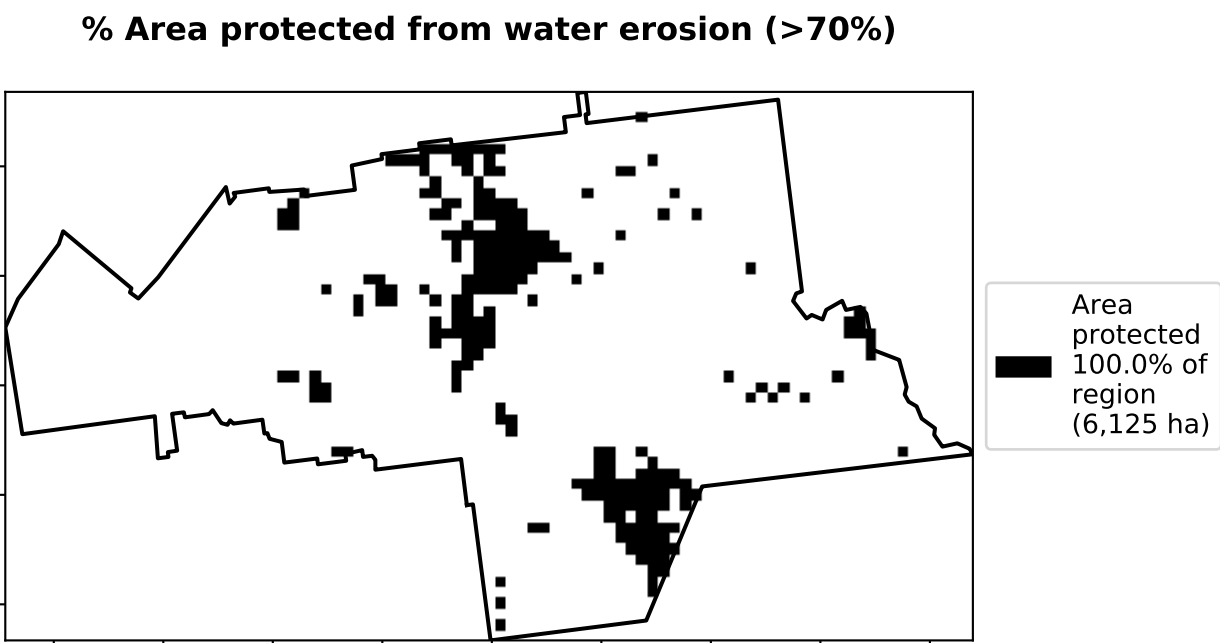 % Area protected from water erosion (>70%)
Area
protected
100.0% of
region
(6,125 ha)